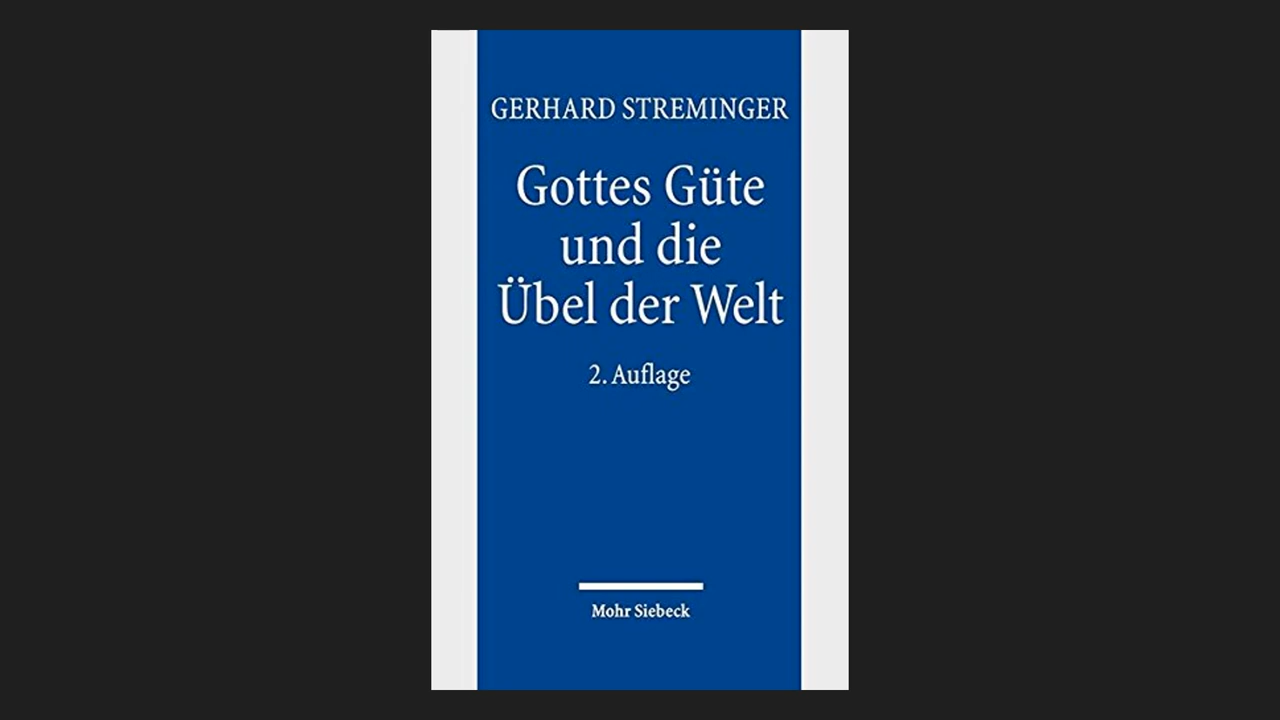 GERHARD STREMINGER
Gottes Güte
und die
Übel der Welt
2. Auflage
Mohr Siebeck